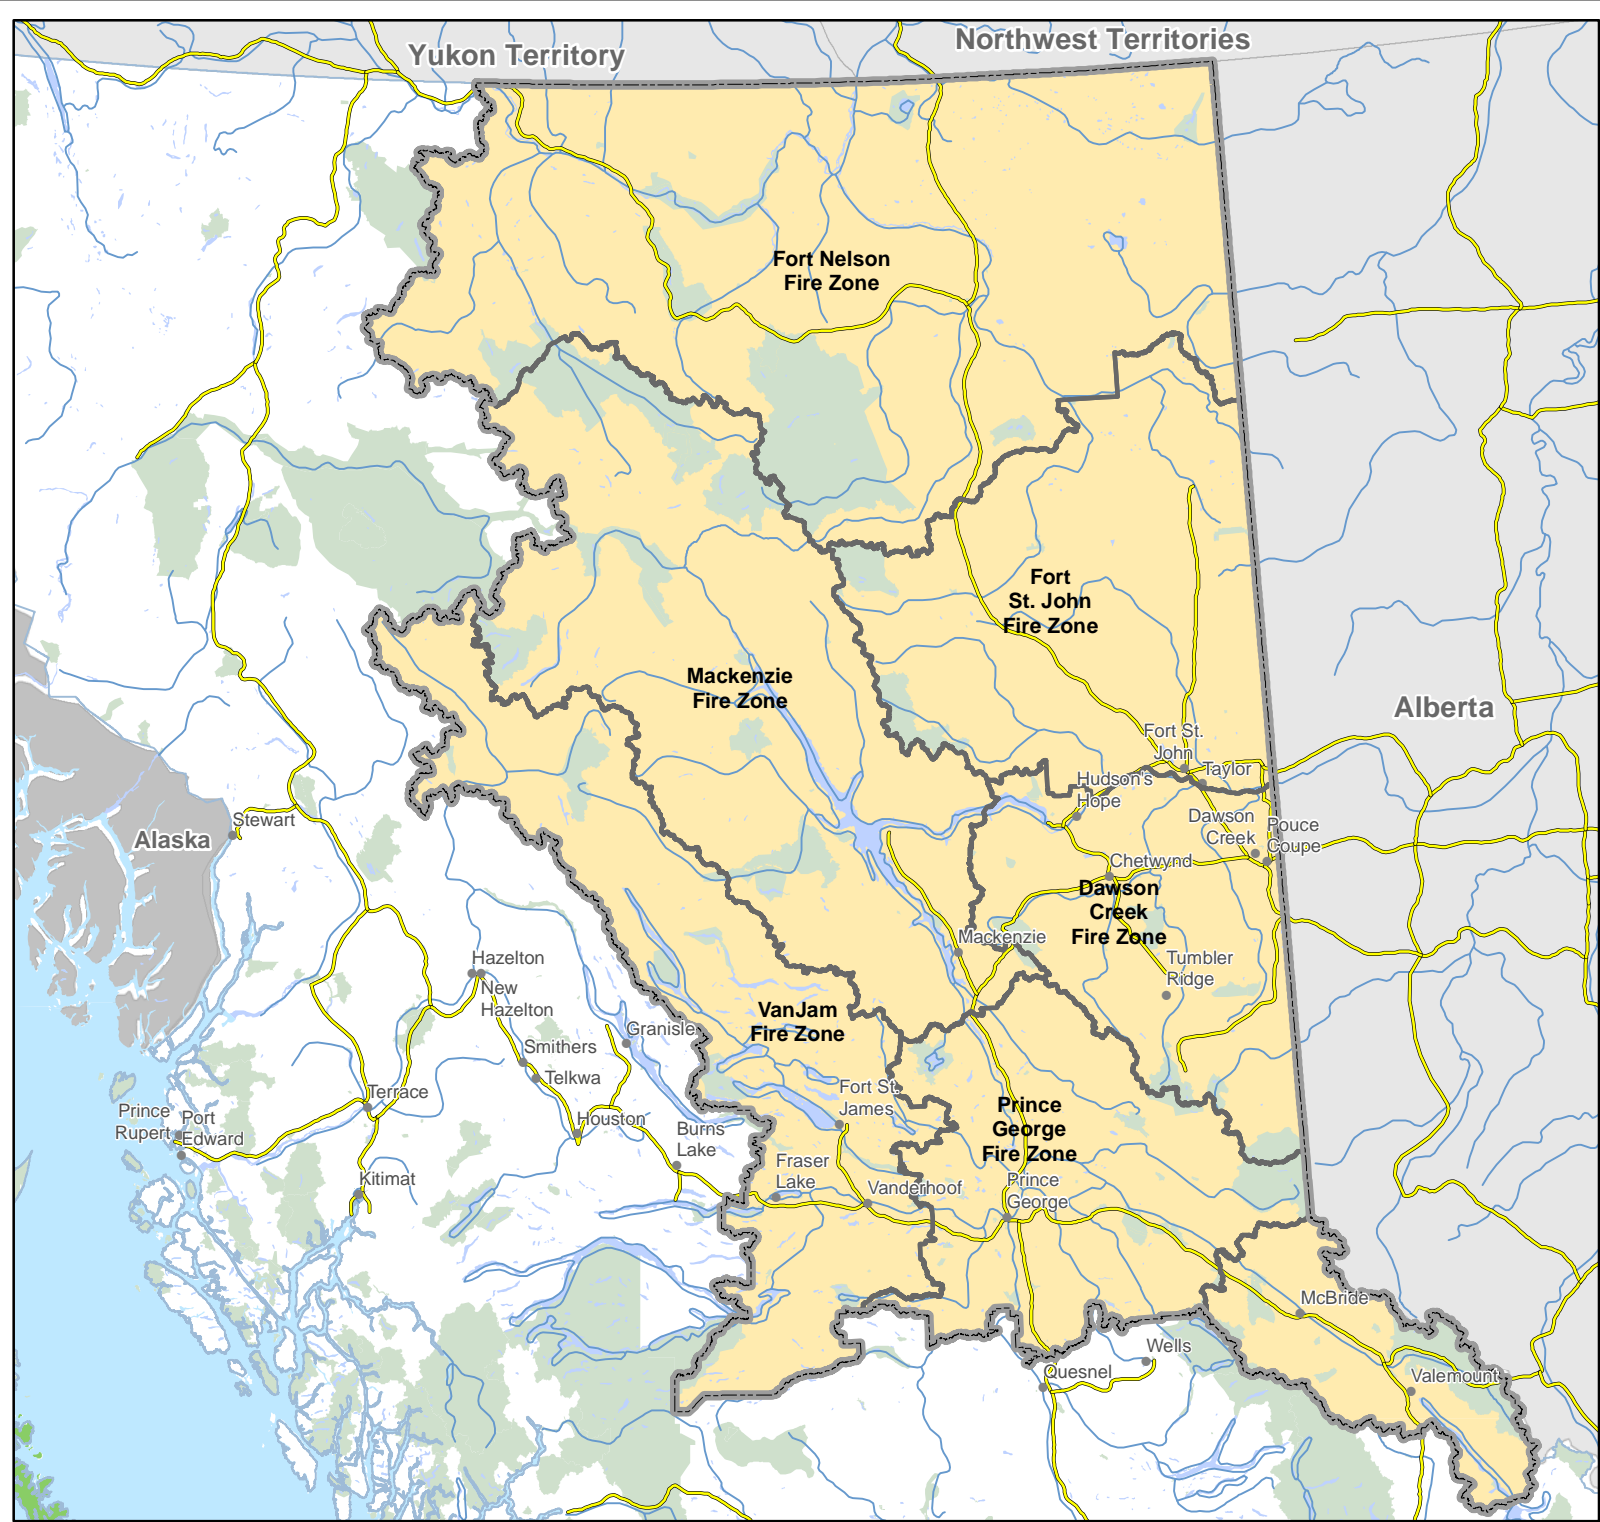 Yukon Territory
Northwest Territories
Fort Nelson
Fire Zone
Fort
St. John
Fire Zone
Mackenzie
Fire Zone
Alberta
Fort St.
John
Taylor
Hudson's
Hope
Dawson
Creek
Pouce
Coupe
Stewart
Alaska
Chetwynd
Dawson
Creek
Fire Zone
Mackenzie
Tumbler
Ridge
Hazelton
New
Hazelton
VanJam
Fire Zone
Granisle
Smithers
Telkwa
Terrace
Fort St.
James
Prince
George
Fire Zone
Prince
Rupert
Port
Edward
Houston
Burns
Lake
Fraser
Lake
Kitimat
Vanderhoof
Prince
George
McBride
Wells
Quesnel
Valemount